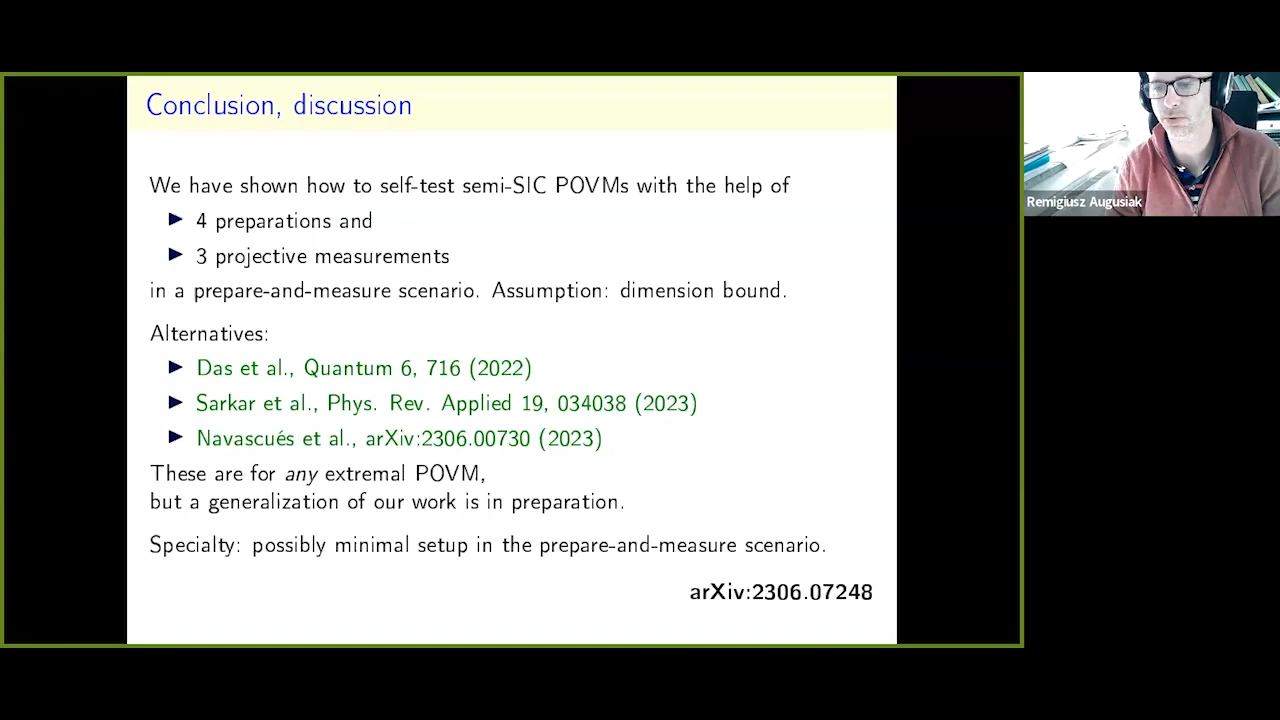 Conclusion, discussion
We have shown how to self-test semi-SIC POVMs with the help of
▶ 4 preparations and
▶ 3 projective measurements
in a prepare-and-measure scenario. Assumption: dimension bound.
Alternatives:
▶ Das et al., Quantum 6, 716 (2022)
▶ Sarkar et al., Phys. Rev. Applied 19, 034038 (2023)
▶ Navascués et al., arXiv:2306.00730 (2023)
These are for any extremal POVM,
but a generalization of our work is in preparation.
Specialty: possibly minimal setup in the prepare-and-measure scenario.
arXiv:2306.07248
Remigiusz Augusiak